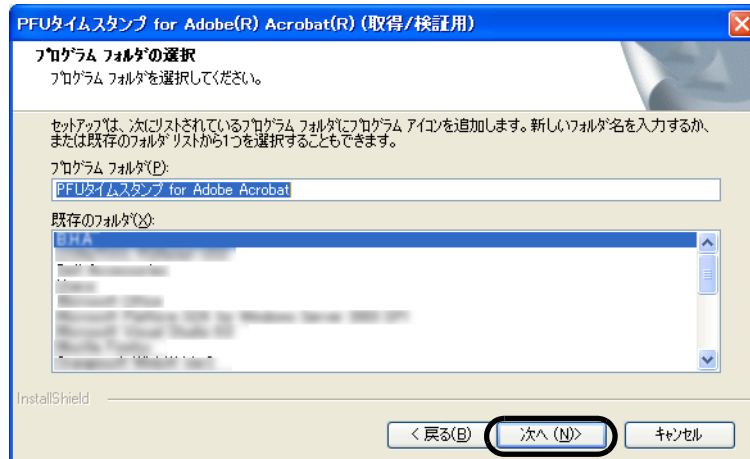 PFUタイムスタンプ for Adobe(R) Acrobat(R) (取得/検証用)
プログラム フォルダの選択
プログラム フォルダを選択してください。
セットアップは、次にリストされているプログラム フォルダにプログラム アイコンを追加します。新しいフォルダ名を入力するか、
または既存のフォルダ リストから1つを選択することもできます。
プログラム フォルダ(P):
PFUタイムスタンプ for Adobe Acrobat
既存のフォルダ(X):
B.H.A
Microsoft Office
Microsoft Visual Studio 6.0
Mozilla Firefox
InstallShield
< 戻る(B)
次へ (N)>
キャンセル